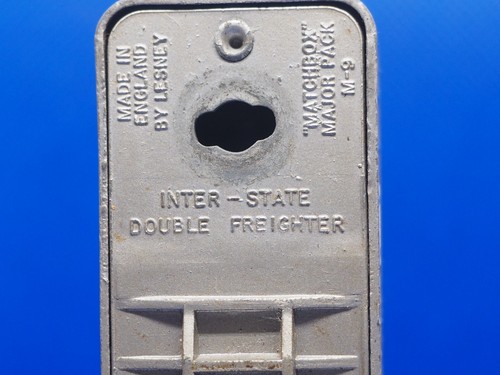 MADE IN
ENGLAND
BY LESNEY
"MATCHBOX"
MAJOR PACK
M-9
INTER-STATE
DOUBLE FREIGHTER